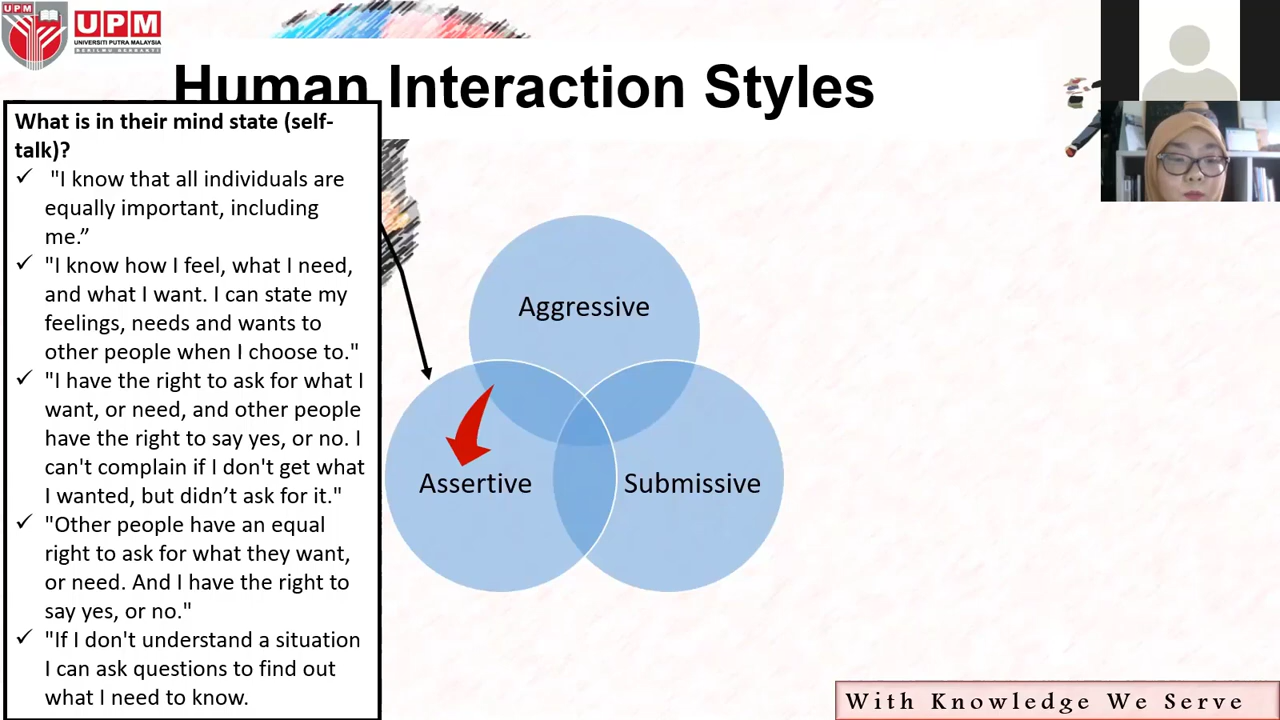 UPM
UPM
UNIVERSITI PUTRA MALAYSIA
BERILMU BERBAKTI
Human Interaction Styles
What is in their mind state (self-
talk)?
✓ "I know that all individuals are
equally important, including
me.”
✓ "I know how I feel, what I need,
and what I want. I can state my
feelings, needs and wants to
other people when I choose to."
✓ "I have the right to ask for what I
want, or need, and other people
have the right to say yes, or no. I
can't complain if I don't get what
I wanted, but didn’t ask for it."
✓ "Other people have an equal
right to ask for what they want,
or need. And I have the right to
say yes, or no."
✓ "If I don't understand a situation
I can ask questions to find out
what I need to know.
Aggressive
Assertive
Submissive
With Knowledge We Serve